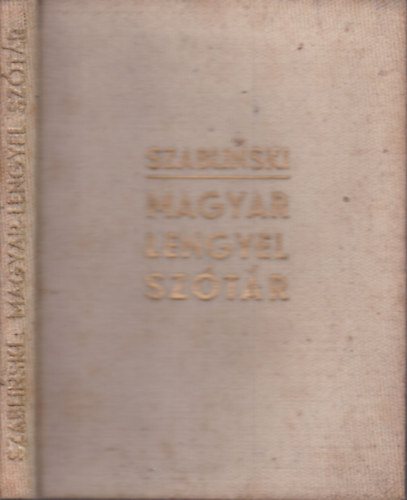 SZABLIŃSKI: MAGYAR-LENGYEL SZÓTÁR
SZABLIŃSKI
MAGYAR
LENGYEL
SZÓTÁR